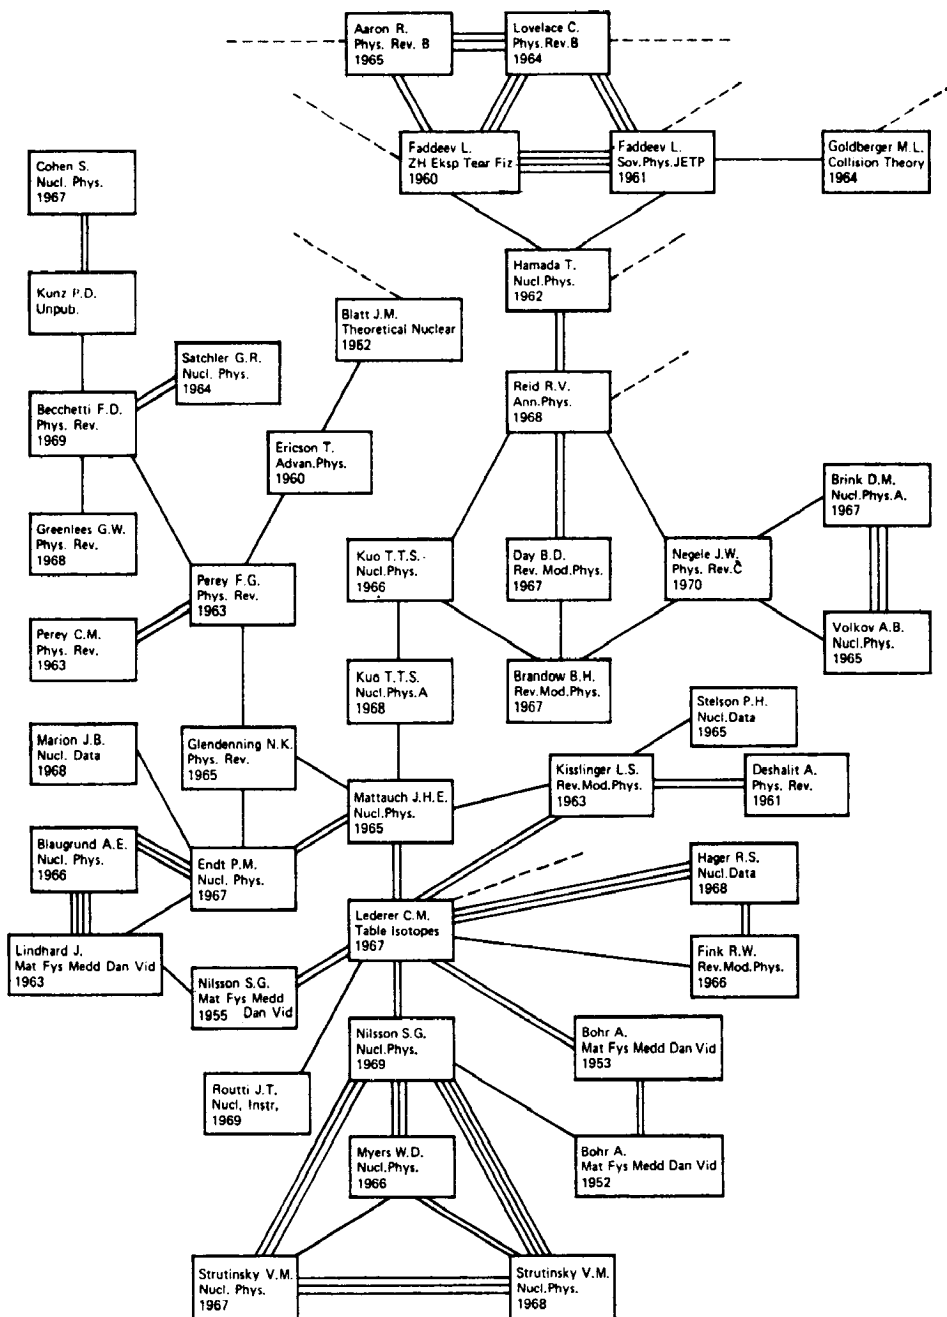 Aaron R.
Phys. Rev. B
1965
Lovelace C.
Phys.Rev.B
1964
Faddeev L.
ZH Eksp Tear Fiz
1960
Faddeev L.
Sov.Phys.JETP
1961
Goldberger M.L.
Collision Theory
1964
Cohen S.
Nucl. Phys.
1967
Hamada T.
Nucl.Phys.
1962
Kunz P.D.
Unpub.
Blatt J.M.
Theoretical Nuclear
1952
Satchler G.R.
Nucl. Phys.
1964
Reid R.V.
Ann.Phys.
1968
Becchetti F.D.
Phys. Rev.
1969
Ericson T.
Advan.Phys.
1960
Brink D.M.
Nucl.Phys.A.
1967
Greenlees G.W.
Phys. Rev.
1968
Kuo T.T.S.
Nucl.Phys.
1966
Day B.D.
Rev. Mod.Phys.
1967
Negele J.W.
Phys. Rev.C
1970
Perey F.G.
Phys. Rev.
1963
Perey C.M.
Phys. Rev.
1963
Volkov A.B.
Nucl.Phys.
1965
Kuo T.T.S.
Nucl.Phys.A
1968
Brandow B.H.
Rev.Mod.Phys.
1967
Stelson P.H.
Nucl.Data
1965
Marion J.B.
Nucl. Data
1968
Glendenning N.K.
Phys. Rev.
1965
Kisslinger L.S.
Rev.Mod.Phys.
1963
Deshalit A.
Phys. Rev.
1961
Mattauch J.H.E.
Nucl.Phys.
1965
Blaugrund A.E.
Nucl. Phys.
1966
Endt P.M.
Nucl. Phys.
1967
Hager R.S.
Nucl.Data
1968
Lederer C.M.
Table Isotopes
1967
Lindhard J.
Mat Fys Medd Dan Vid
1963
Fink R.W.
Rev.Mod.Phys.
1966
Nilsson S.G.
Mat Fys Medd
1955 Dan Vid
Nilsson S.G.
Nucl.Phys.
1969
Bohr A.
Mat Fys Medd Dan Vid
1953
Routti J.T.
Nucl, Instr,
1969
Myers W.D.
Nucl.Phys.
1966
Bohr A.
Mat Fys Medd Dan Vid
1952
Strutinsky V.M.
Nucl. Phys.
1967
Strutinsky V.M.
Nucl.Phys.
1968